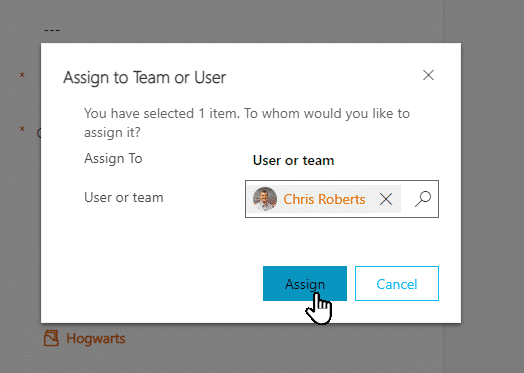 ---
*
Assign to Team or User
You have selected 1 item. To whom would you like to
assign it?
*
Assign To User or team
User or team Chris Roberts
Assign Cancel
Hogwarts